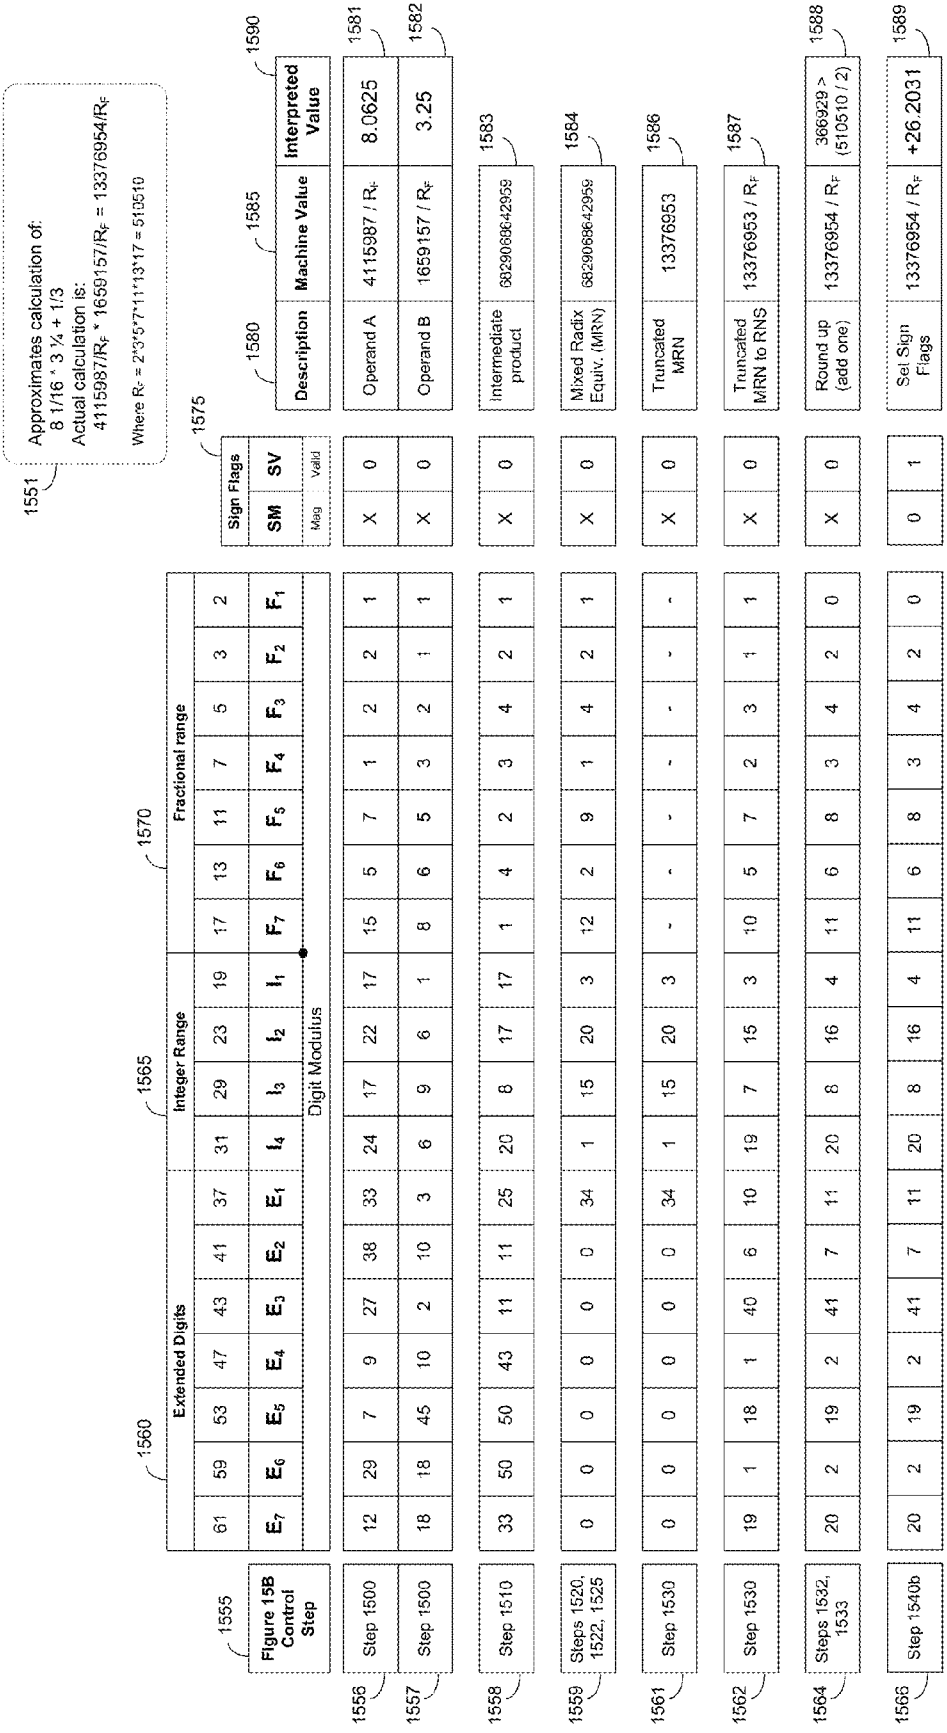 1551
Approximates calculation of:
8 1/16 * 3 ¼ + 1/3
Actual calculation is:
4115987/RF * 1659157/RF = 13376954/RF
Where RF = 2*3*5*7*11*13*17 = 510510
1560
1565
1570
1575
1555
1580
1585
1590
Extended Digits
Integer Range
Fractional range
61 59 53 47 43 41 37 31 29 23 19 17 13 11 7 5 3 2
Sign Flags
Figure 15B Control Step
E7 E6 E5 E4 E3 E2 E1 I4 I3 I2 I1 F7 F6 F5 F4 F3 F2 F1
SM SV
Description Machine Value Interpreted Value
Digit Modulus
Mag Valid
1556 Step 1500 12 29 7 9 27 38 33 24 17 22 17 15 5 7 1 2 2 1 X 0 Operand A 4115987 / RF 8.0625 1581
1557 Step 1500 18 18 45 10 2 10 3 6 9 6 1 8 6 5 3 2 1 1 X 0 Operand B 1659157 / RF 3.25 1582
1558 Step 1510 33 50 50 43 11 11 25 20 8 17 17 1 4 2 3 4 2 1 X 0 Intermediate product 6829068642959 1583
1559 Steps 1520, 1522, 1525 0 0 0 0 0 0 34 1 15 20 3 12 2 9 1 4 2 1 X 0 Mixed Radix Equiv. (MRN) 6829068642959 1584
1561 Step 1530 0 0 0 0 0 0 34 1 15 20 3 - - - - - - - X 0 Truncated MRN 13376953 1586
1562 Step 1530 19 1 18 1 40 6 10 19 7 15 3 10 5 7 2 3 1 1 X 0 Truncated MRN to RNS 13376953 / RF 1587
1564 Steps 1532, 1533 20 2 19 2 41 7 11 20 8 16 4 11 6 8 3 4 2 0 X 0 Round up (add one) 13376954 / RF 366929 > (510510 / 2) 1588
1566 Step 1540b 20 2 19 2 41 7 11 20 8 16 4 11 6 8 3 4 2 0 0 1 Set Sign Flags 13376954 / RF +26.2031 1589